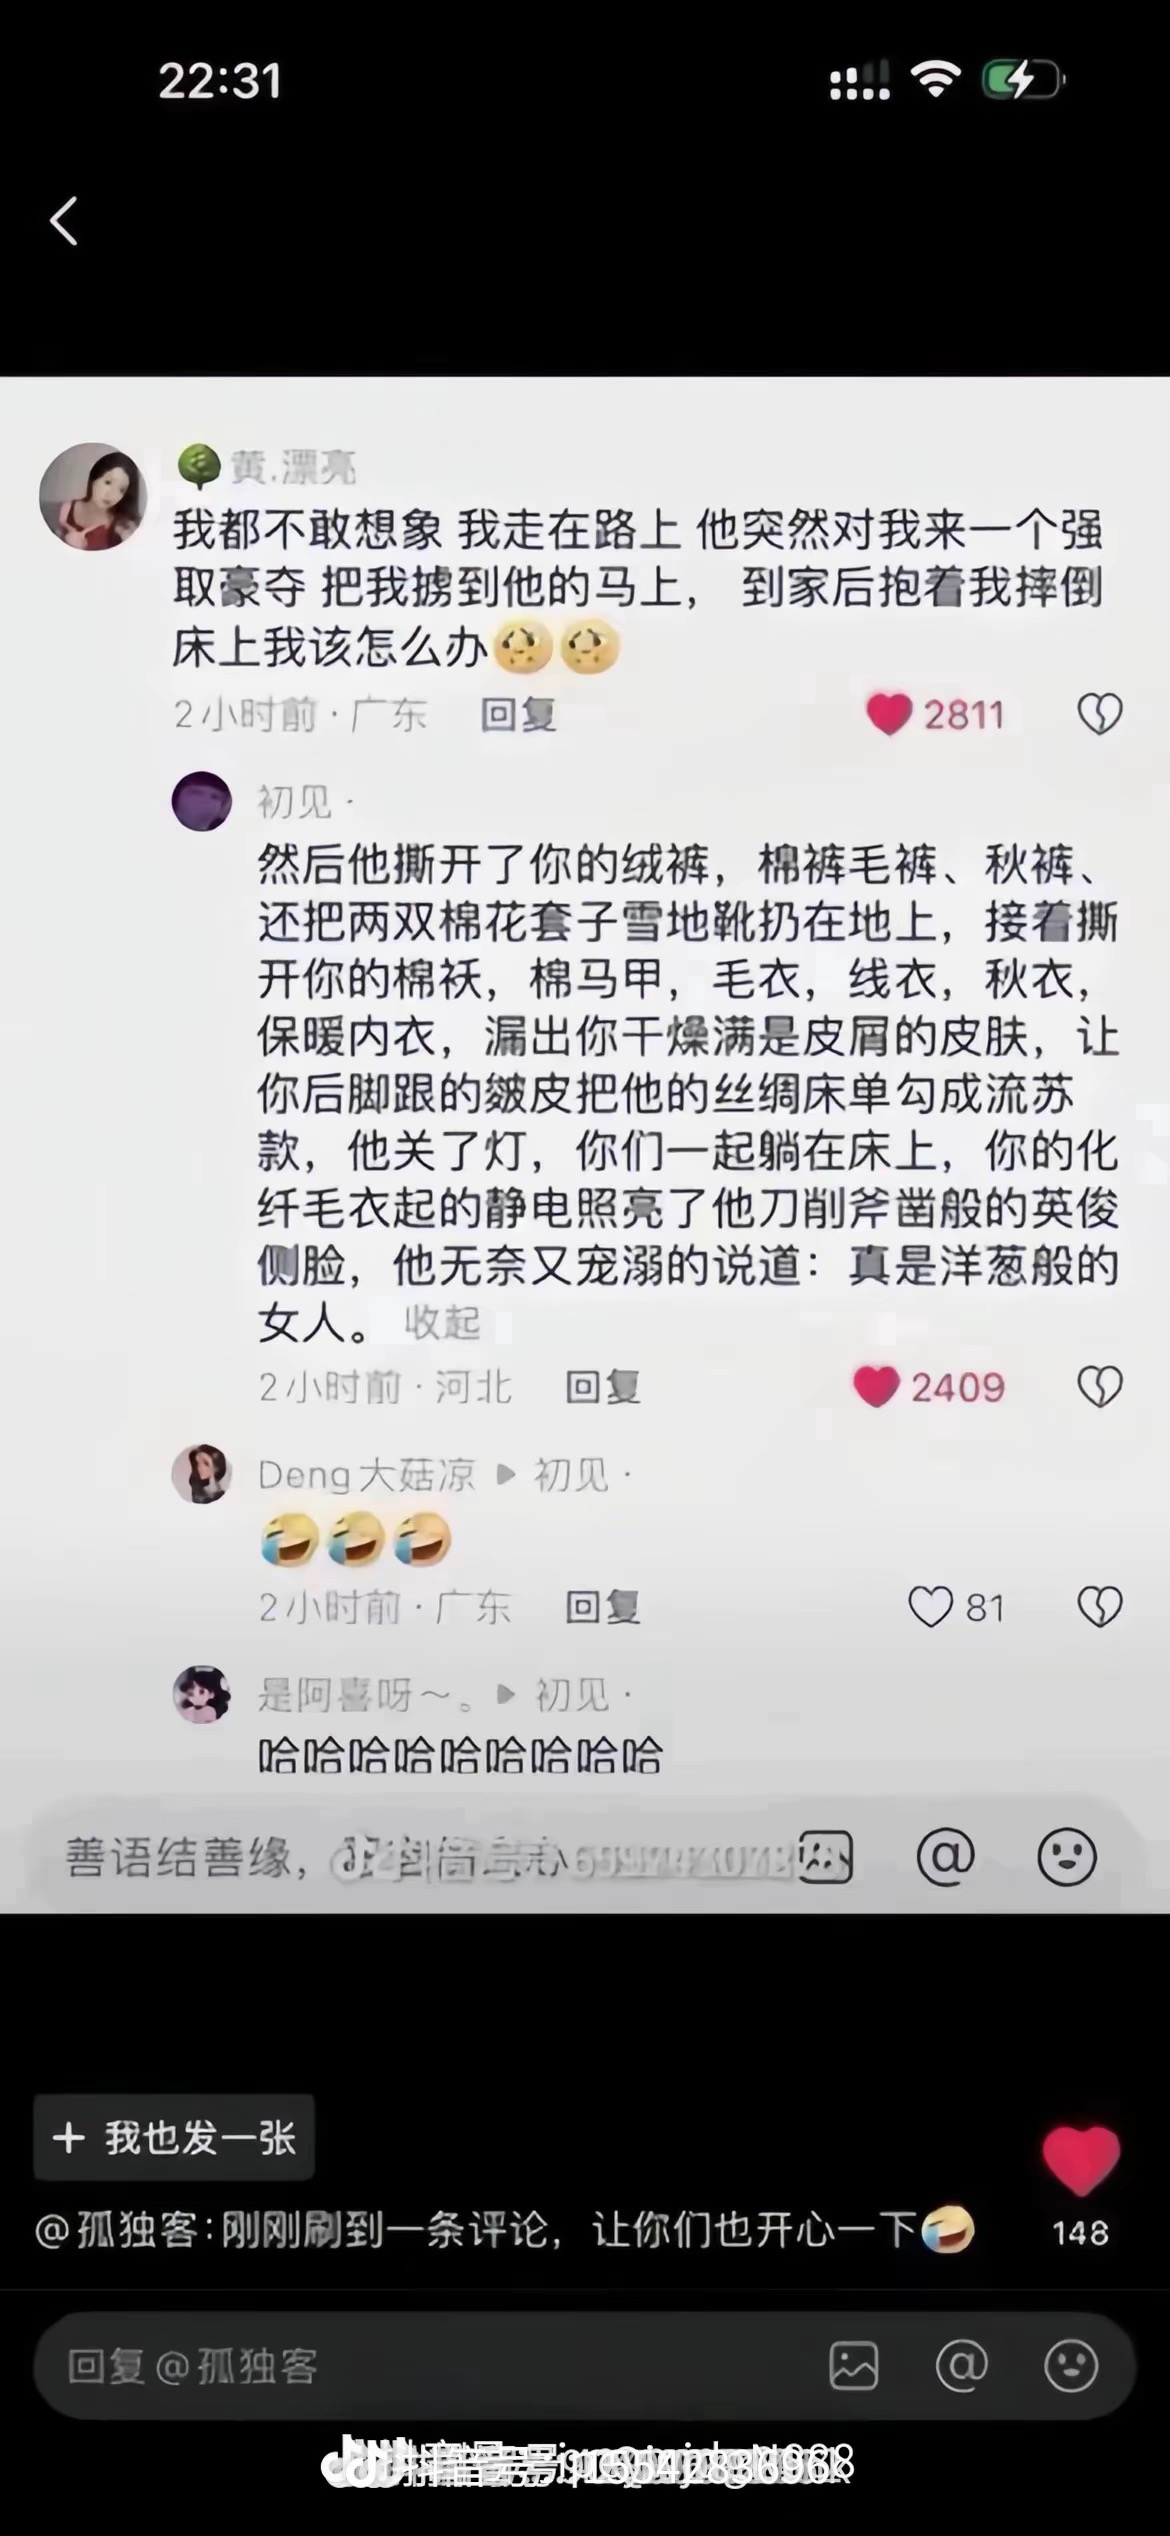 22:31
黄.漂亮
我都不敢想象 我走在路上 他突然对我来一个强
取豪夺 把我掳到他的马上， 到家后抱着我摔倒
床上我该怎么办
2小时前·广东 回复 2811
初见·
然后他撕开了你的绒裤，棉裤毛裤、秋裤、
还把两双棉花套子雪地靴扔在地上，接着撕
开你的棉袄，棉马甲，毛衣，线衣，秋衣，
保暖内衣，漏出你干燥满是皮屑的皮肤，让
你后脚跟的皴皮把他的丝绸床单勾成流苏
款，他关了灯，你们一起躺在床上，你的化
纤毛衣起的静电照亮了他刀削斧凿般的英俊
侧脸，他无奈又宠溺的说道：真是洋葱般的
女人。 收起
2小时前·河北 回复 2409
Deng大菇凉 ▶ 初见·
2小时前·广东 回复 81
是阿喜呀～。▶ 初见·
哈哈哈哈哈哈哈哈哈
善语结善缘，
+ 我也发一张
@孤独客:刚刚刷到一条评论，让你们也开心一下
148
回复@孤独客